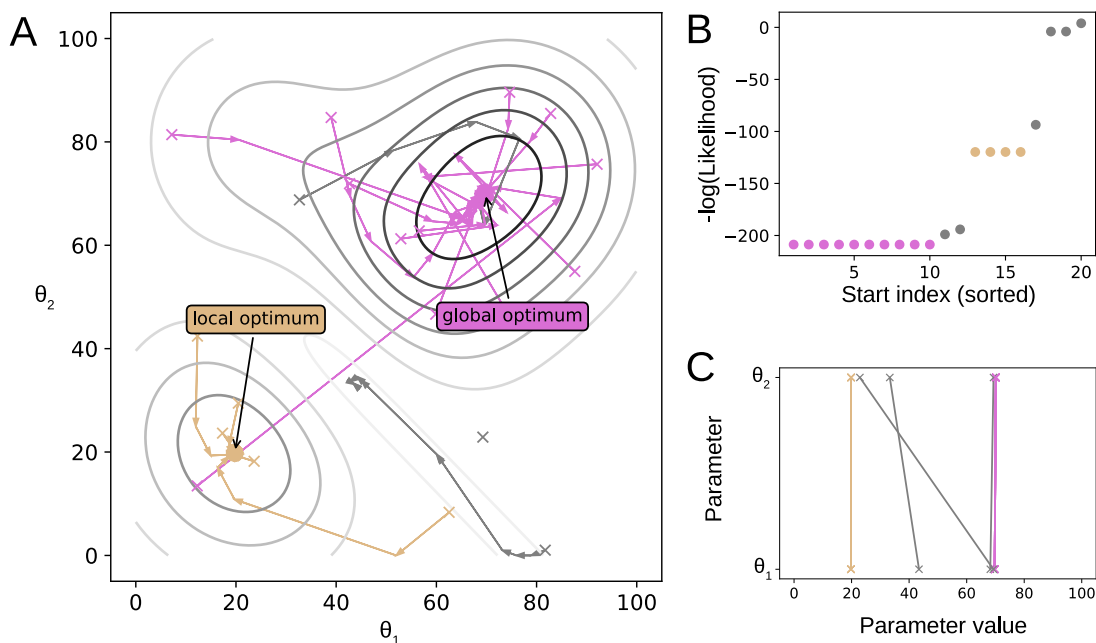 A
100
80
60
40
20
0
θ2
local optimum
global optimum
0 20 40 60 80 100
θ1
B
0
−50
−100
−150
−200
-log(Likelihood)
5 10 15 20
Start index (sorted)
C
θ2
θ1
Parameter
0 20 40 60 80 100
Parameter value